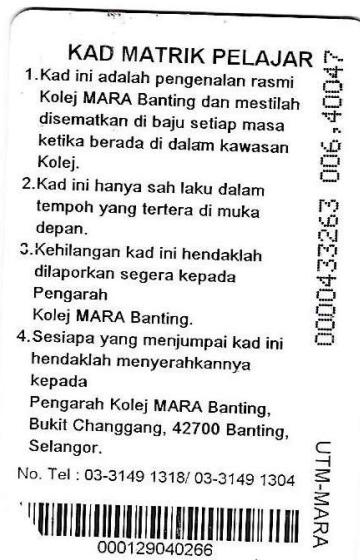 KAD MATRIK PELAJAR
1.Kad ini adalah pengenalan rasmi
Kolej MARA Banting dan mestilah
disematkan di baju setiap masa
ketika berada di dalam kawasan
Kolej.
2.Kad ini hanya sah laku dalam
tempoh yang tertera di muka
depan.
3.Kehilangan kad ini hendaklah
dilaporkan segera kepada
Pengarah
Kolej MARA Banting.
4.Sesiapa yang menjumpai kad ini
hendaklah menyerahkannya
kepada
Pengarah Kolej MARA Banting,
Bukit Changgang, 42700 Banting,
Selangor.
No. Tel : 03-3149 1318/ 03-3149 1304
000129040266
0000433263 006,40047
UTM-MARA